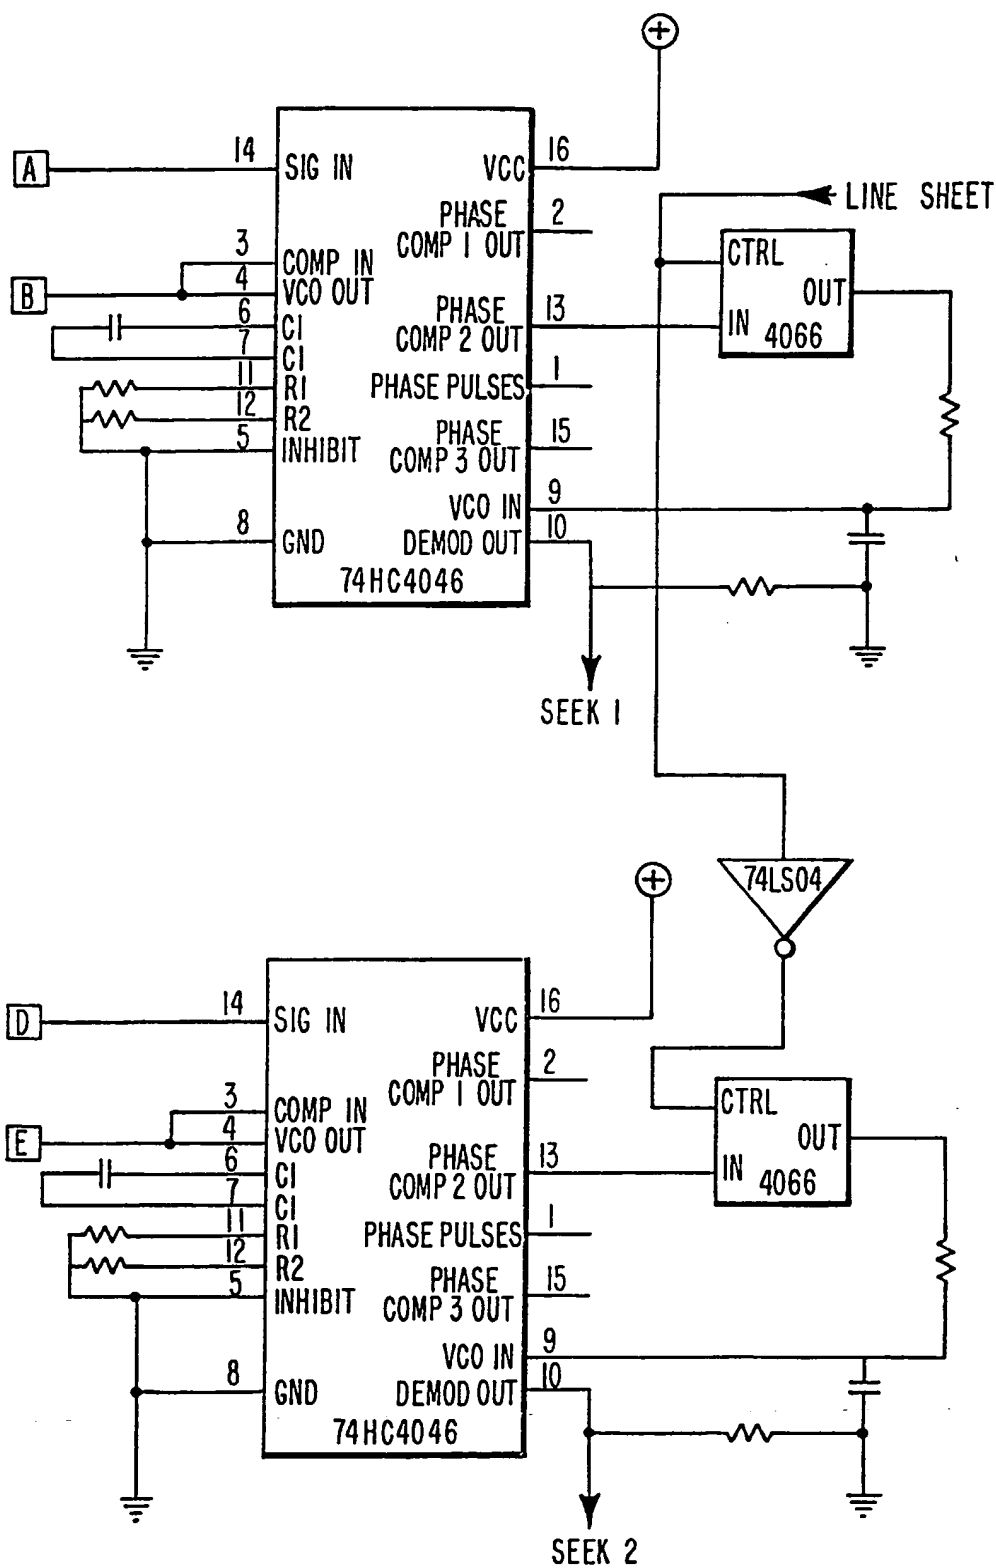 A
14
SIG IN
VCC
16
PHASE
COMP 1 OUT
2
LINE SHEET
3
COMP IN
B
4
VCO OUT
CTRL
OUT
IN
4066
6
C1
PHASE
COMP 2 OUT
13
7
C1
11
R1
PHASE PULSES
1
12
R2
PHASE
COMP 3 OUT
15
5
INHIBIT
VCO IN
9
8
GND
DEMOD OUT
10
74HC4046
SEEK 1
74LS04
D
14
SIG IN
VCC
16
PHASE
COMP 1 OUT
2
3
COMP IN
E
4
VCO OUT
CTRL
OUT
IN
4066
6
C1
PHASE
COMP 2 OUT
13
7
C1
11
R1
PHASE PULSES
1
12
R2
PHASE
COMP 3 OUT
15
5
INHIBIT
VCO IN
9
8
GND
DEMOD OUT
10
74HC4046
SEEK 2